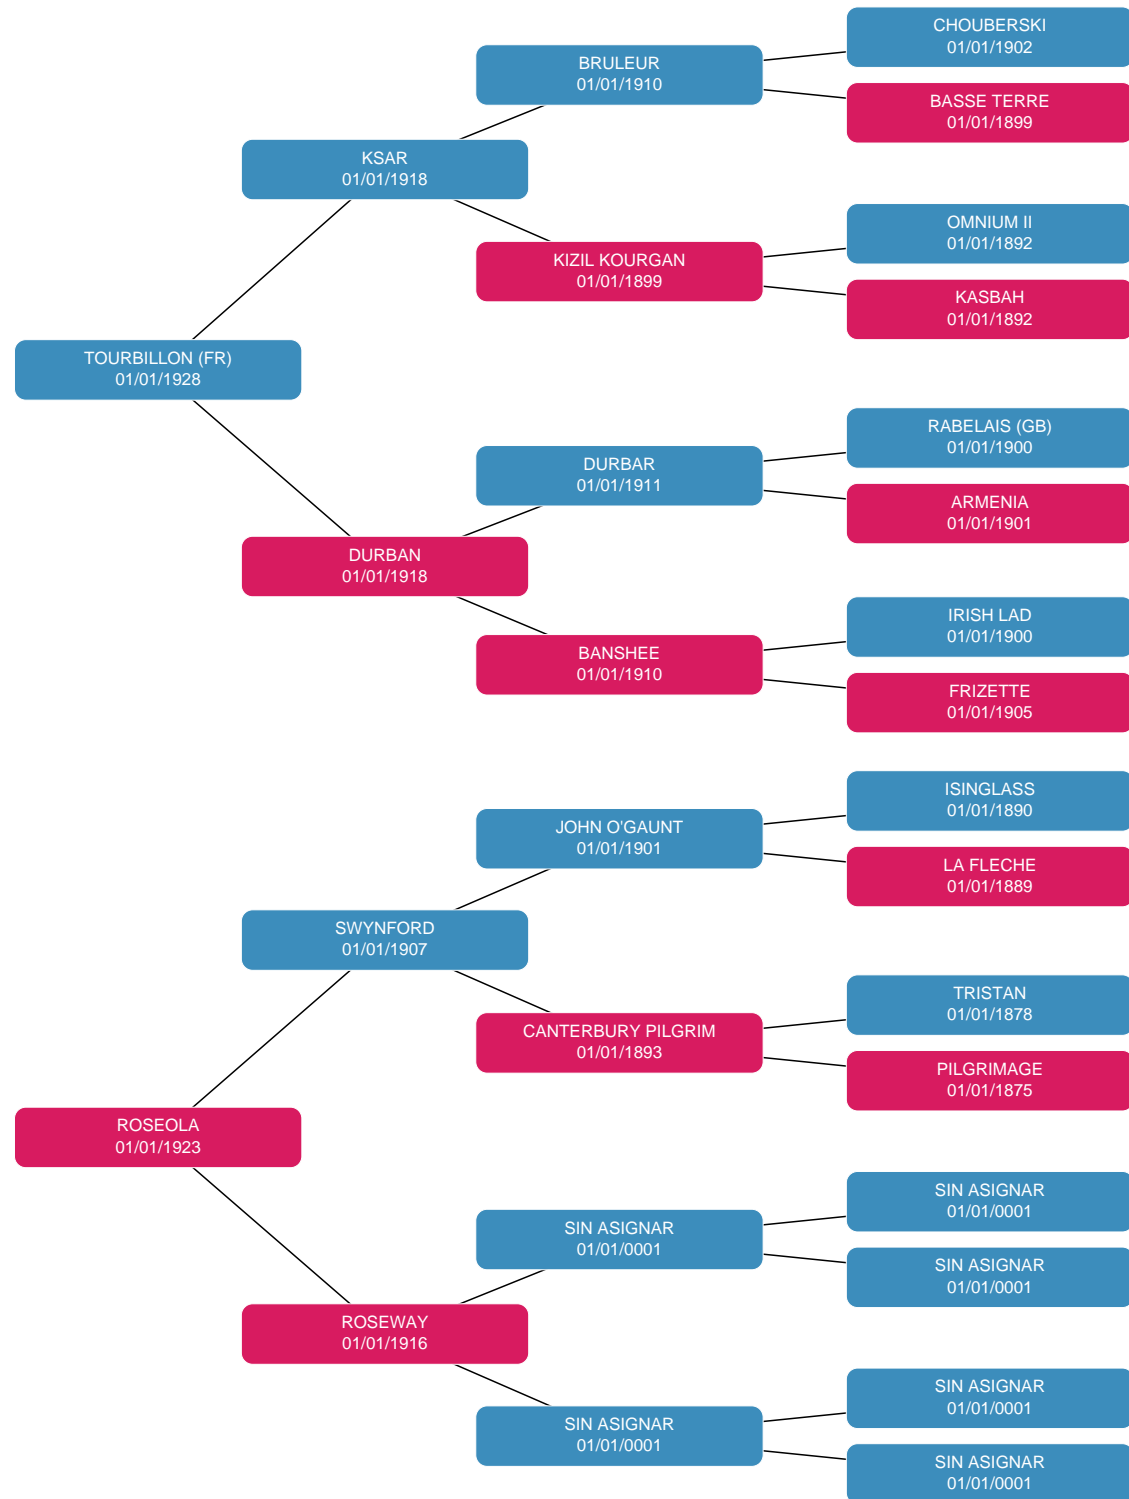 CHOUBERSKI
01/01/1902
BRULEUR
01/01/1910
BASSE TERRE
01/01/1899
KSAR
01/01/1918
OMNIUM II
01/01/1892
KIZIL KOURGAN
01/01/1899
KASBAH
01/01/1892
TOURBILLON (FR)
01/01/1928
RABELAIS (GB)
01/01/1900
DURBAR
01/01/1911
ARMENIA
01/01/1901
DURBAN
01/01/1918
IRISH LAD
01/01/1900
BANSHEE
01/01/1910
FRIZETTE
01/01/1905
ISINGLASS
01/01/1890
JOHN O'GAUNT
01/01/1901
LA FLECHE
01/01/1889
SWYNFORD
01/01/1907
TRISTAN
01/01/1878
CANTERBURY PILGRIM
01/01/1893
PILGRIMAGE
01/01/1875
ROSEOLA
01/01/1923
SIN ASIGNAR
01/01/0001
SIN ASIGNAR
01/01/0001
SIN ASIGNAR
01/01/0001
ROSEWAY
01/01/1916
SIN ASIGNAR
01/01/0001
SIN ASIGNAR
01/01/0001
SIN ASIGNAR
01/01/0001